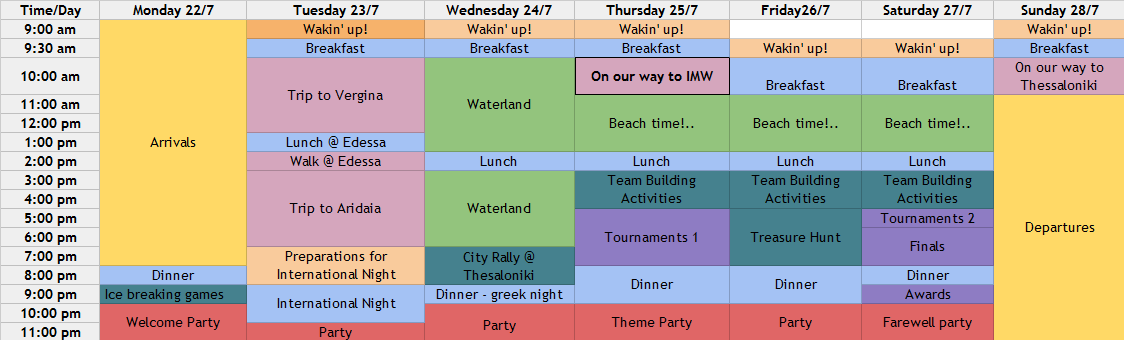 Time/Day Monday 22/7 Tuesday 23/7 Wednesday 24/7 Thursday 25/7 Friday26/7 Saturday 27/7 Sunday 28/7
9:00 am Wakin' up! Wakin' up! Wakin' up! Wakin' up!
9:30 am Breakfast Breakfast Breakfast Wakin' up! Wakin' up! Breakfast
10:00 am On our way to IMW Breakfast Breakfast On our way to
Thessaloniki
11:00 am Trip to Vergina Waterland
12:00 pm Beach time!.. Beach time!.. Beach time!..
1:00 pm Arrivals Lunch @ Edessa
2:00 pm Walk @ Edessa Lunch Lunch Lunch Lunch
3:00 pm Team Building Team Building Team Building
4:00 pm Activities Activities Activities
5:00 pm Trip to Aridaia Waterland Tournaments 2
6:00 pm Tournaments 1 Treasure Hunt Finals Departures
7:00 pm Preparations for City Rally @
8:00 pm Dinner International Night Thesaloniki Dinner Dinner Dinner
9:00 pm Ice breaking games International Night Dinner - greek night Awards
10:00 pm Welcome Party Party Theme Party Party Farewell party
11:00 pm Party